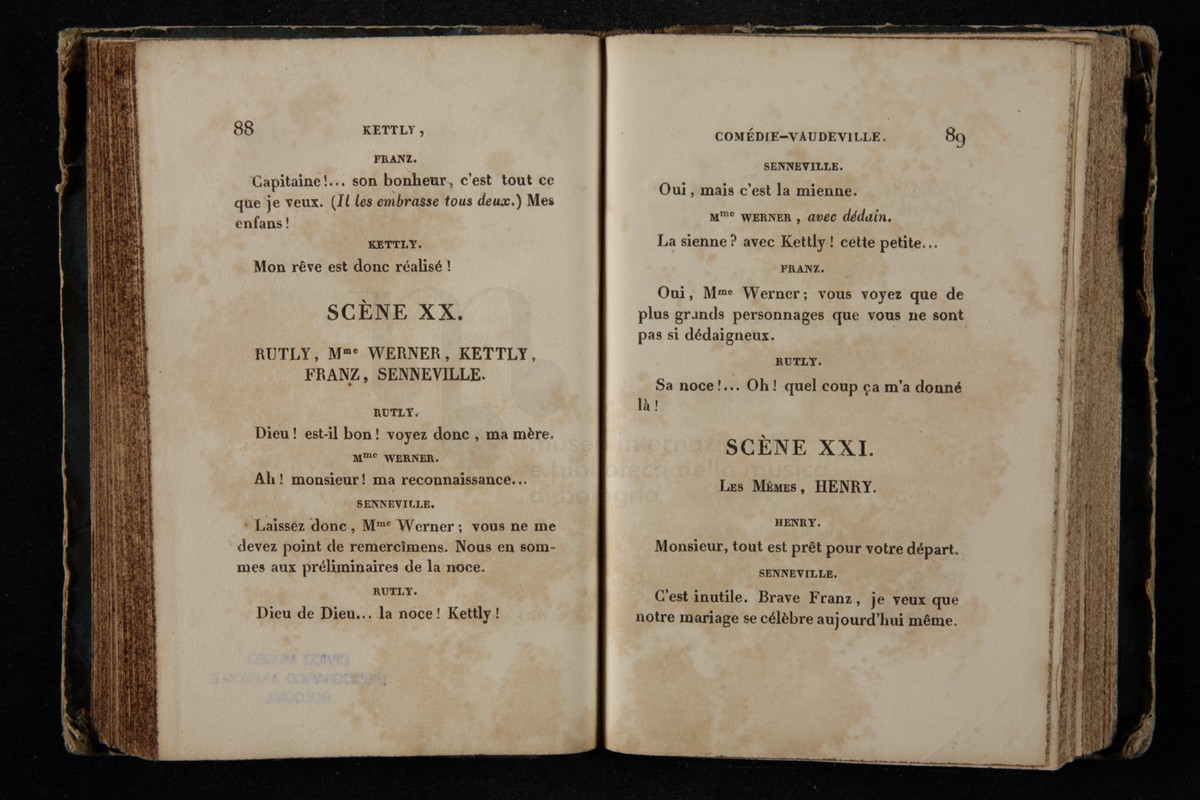 88 KETTLY,
FRANZ.
Capitaine!... son bonheur, c'est tout ce
que je veux. (Il les embrasse tous deux.) Mes
enfans!
KETTLY.
Mon rêve est donc réalisé!
SCÈNE XX.
RUTLY, Mme WERNER, KETTLY,
FRANZ, SENNEVILLE.
RUTLY.
Dieu! est-il bon! voyez donc, ma mère.
Mme WERNER.
Ah! monsieur! ma reconnaissance...
SENNEVILLE.
Laissez donc, Mme Werner; vous ne me
devez point de remercîmens. Nous en som-
mes aux préliminaires de la noce.
RUTLY.
Dieu de Dieu... la noce! Kettly!
COMÉDIE-VAUDEVILLE. 89
SENNEVILLE.
Oui, mais c'est la mienne.
Mme WERNER, avec dédain.
La sienne? avec Kettly! cette petite...
FRANZ.
Oui, Mme Werner; vous voyez que de
plus grands personnages que vous ne sont
pas si dédaigneux.
RUTLY.
Sa noce!... Oh! quel coup ça m'a donné
là!
SCÈNE XXI.
LES MÊMES, HENRY.
HENRY.
Monsieur, tout est prêt pour votre départ.
SENNEVILLE.
C'est inutile. Brave Franz, je veux que
notre mariage se célèbre aujourd'hui même.
museo internazionale
e biblioteca della musica
di bologna